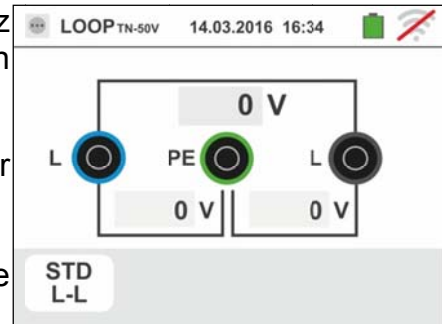 z
LOOP TN-50V 14.03.2016 16:34
n
0 V
L PE L
r
0 V 0 V
e
STD
L-L